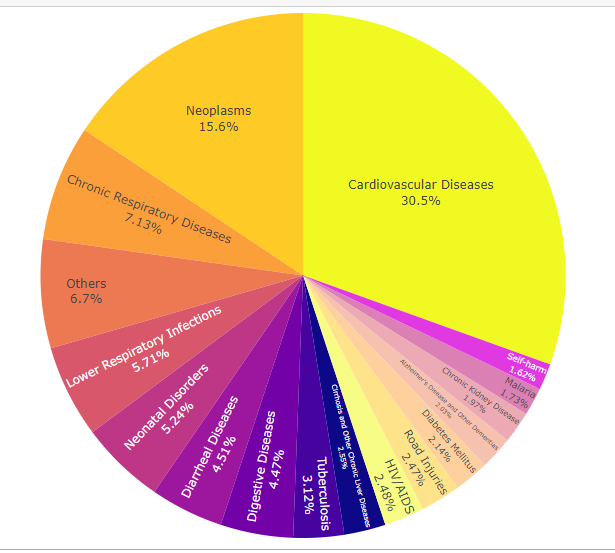 Neoplasms
15.6%
Cardiovascular Diseases
30.5%
Chronic Respiratory Diseases
7.13%
Others
6.7%
Lower Respiratory Infections
5.71%
Neonatal Disorders
5.24%
Diarrheal Diseases
4.51%
Digestive Diseases
4.47%
Tuberculosis
3.12%
Cirrhosis and Other Chronic Liver Diseases
2.55%
HIV/AIDS
2.48%
Road Injuries
2.47%
Diabetes Mellitus
2.14%
Alzheimer's Disease and Other Dementias
2.03%
Chronic Kidney Disease
1.97%
Malaria
1.73%
Self-harm
1.62%